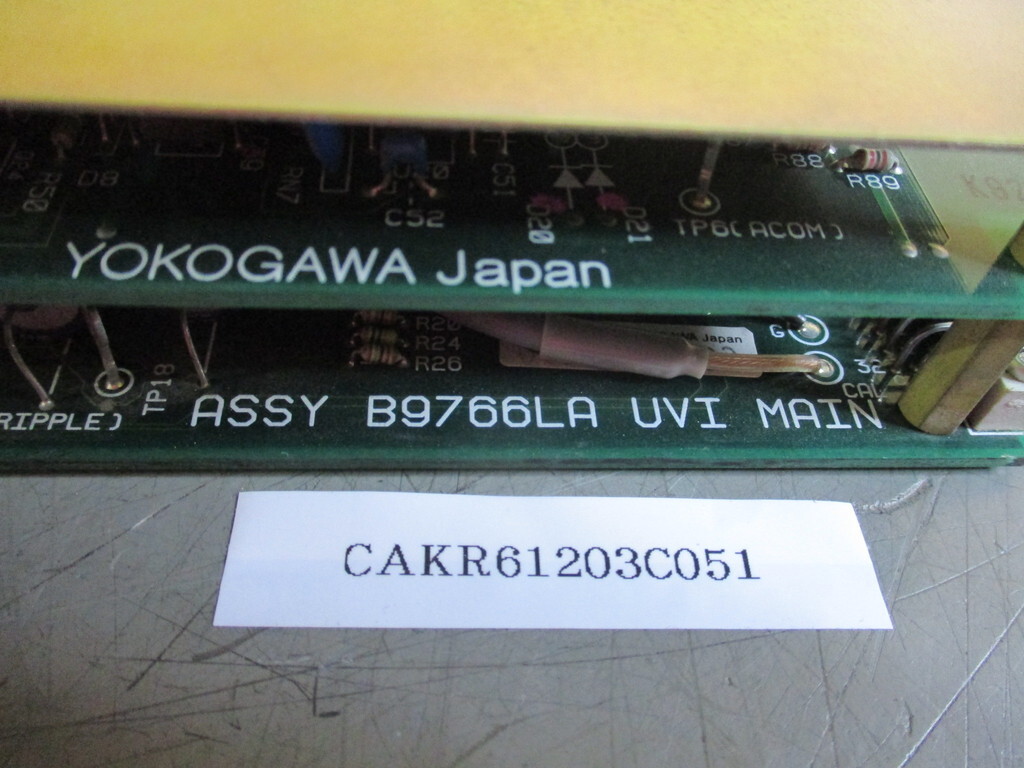 R88
R89
D8
R50
RN7
C51
C52
D20
D21
TP6(ACOM)
YOKOGAWA Japan
R24
R26
Japan
G
32
CAL
RIPPLE)
TP18
ASSY B9766LA UVI MAIN
CAKR61203C051